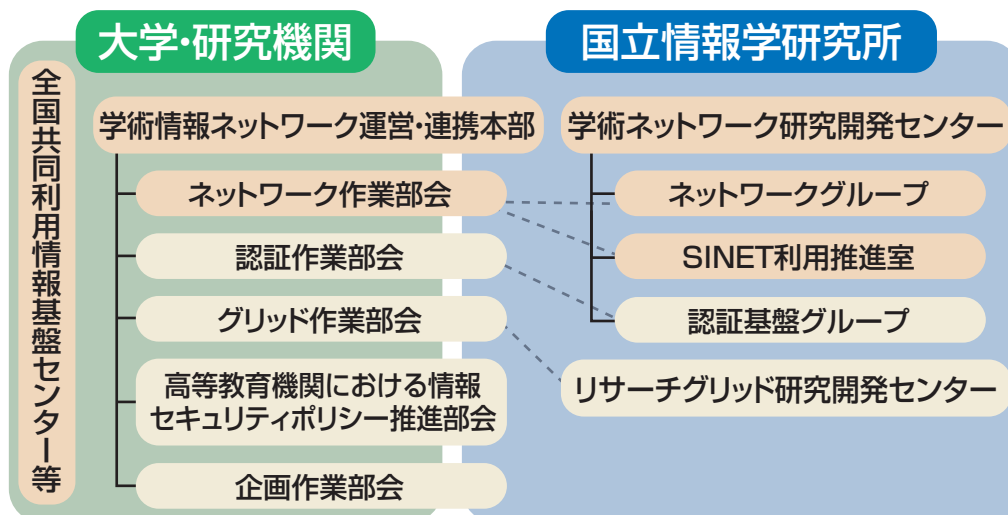 大学・研究機関
国立情報学研究所
全国共同利用情報基盤センター等
学術情報ネットワーク運営・連携本部
ネットワーク作業部会
認証作業部会
グリッド作業部会
高等教育機関における情報
セキュリティポリシー推進部会
企画作業部会
学術ネットワーク研究開発センター
ネットワークグループ
SINET利用推進室
認証基盤グループ
リサーチグリッド研究開発センター